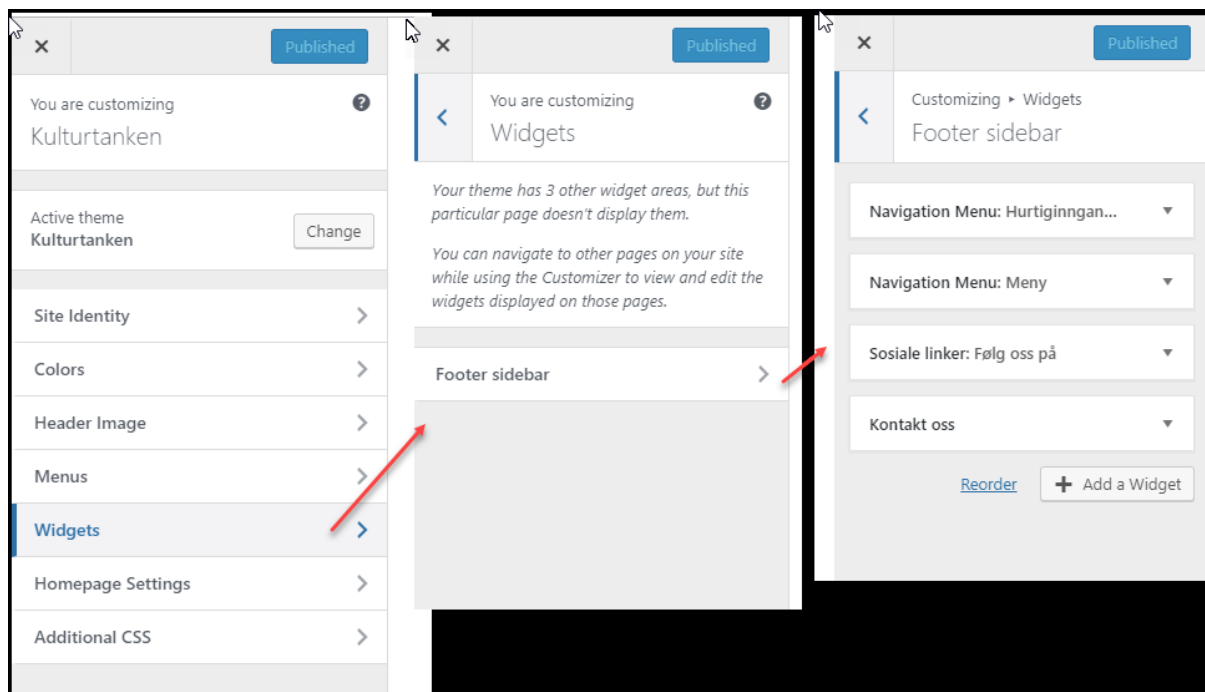 Published
You are customizing
Kulturtanken
Active theme
Kulturtanken
Change
Site Identity
Colors
Header Image
Menus
Widgets
Homepage Settings
Additional CSS
Published
You are customizing
Widgets
Your theme has 3 other widget areas, but this
particular page doesn't display them.
You can navigate to other pages on your site
while using the Customizer to view and edit the
widgets displayed on those pages.
Footer sidebar
Published
Customizing ▸ Widgets
Footer sidebar
Navigation Menu: Hurtiginngan...
Navigation Menu: Meny
Sosiale linker: Følg oss på
Kontakt oss
Reorder
Add a Widget